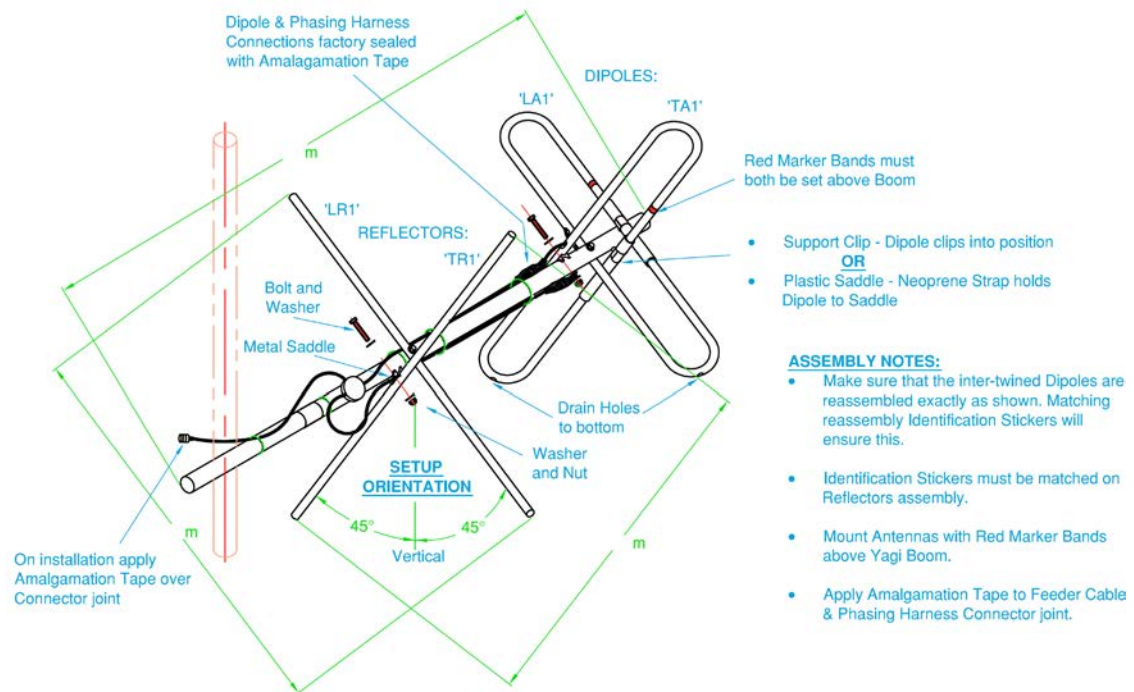 Dipole & Phasing Harness
Connections factory sealed
with Amalagamation Tape
DIPOLES:
'LA1'
'TA1'
m
Red Marker Bands must
both be set above Boom
'LR1'
REFLECTORS:
'TR1'
• Support Clip - Dipole clips into position
OR
• Plastic Saddle - Neoprene Strap holds
Dipole to Saddle
Bolt and
Washer
Metal Saddle
ASSEMBLY NOTES:
• Make sure that the inter-twined Dipoles are
reassembled exactly as shown. Matching
reassembly Identification Stickers will
ensure this.
• Identification Stickers must be matched on
Reflectors assembly.
• Mount Antennas with Red Marker Bands
above Yagi Boom.
• Apply Amalgamation Tape to Feeder Cable
& Phasing Harness Connector joint.
Drain Holes
to bottom
Washer
and Nut
SETUP
ORIENTATION
45°
45°
Vertical
m
m
On installation apply
Amalgamation Tape over
Connector joint